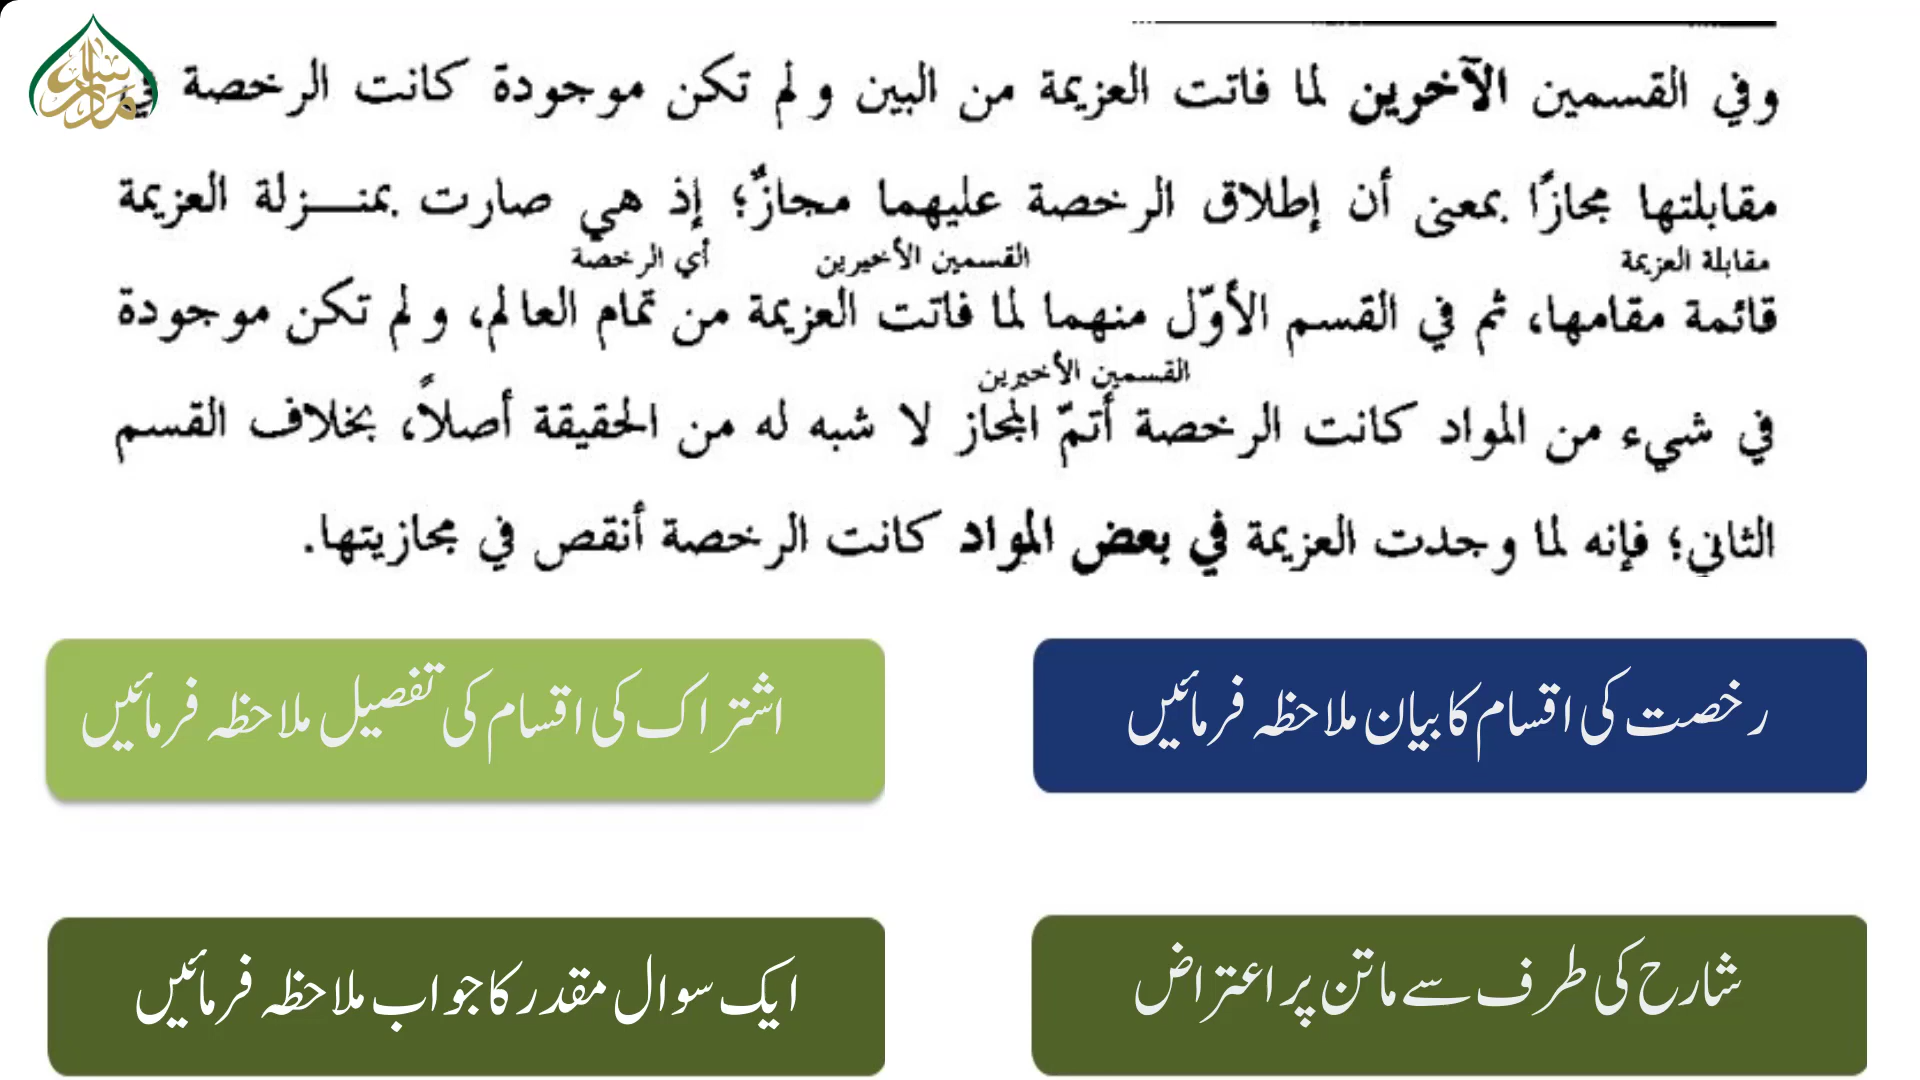 وفي القسمين الآخرين لما فاتت العزيمة من البين و لم تكن موجودة كانت الرخصة في
مقابلتها مجازًا بمعنى أن إطلاق الرخصة عليهما مجازٌ؛ إذ هي صارت بمنـزلة العزيمة
مقابلة العزيمة القسمين الأخيرين أي الرخصة
قائمة مقامها، ثم في القسم الأوّل منهما لما فاتت العزيمة من تمام العالم، و لم تكن موجودة
القسمين الأخيرين
في شيء من المواد كانت الرخصة أتمّ المجاز لا شبه له من الحقيقة أصلاً، بخلاف القسم
الثاني؛ فإنه لما وجدت العزيمة في بعض المواد كانت الرخصة أنقص في مجازيتها.
رخصت کی اقسام کا بیان ملاحظہ فرمائیں
اشتراک کی اقسام کی تفصیل ملاحظہ فرمائیں
شارح کی طرف سے ماتن پر اعتراض
ایک سوال مقدر کا جواب ملاحظہ فرمائیں